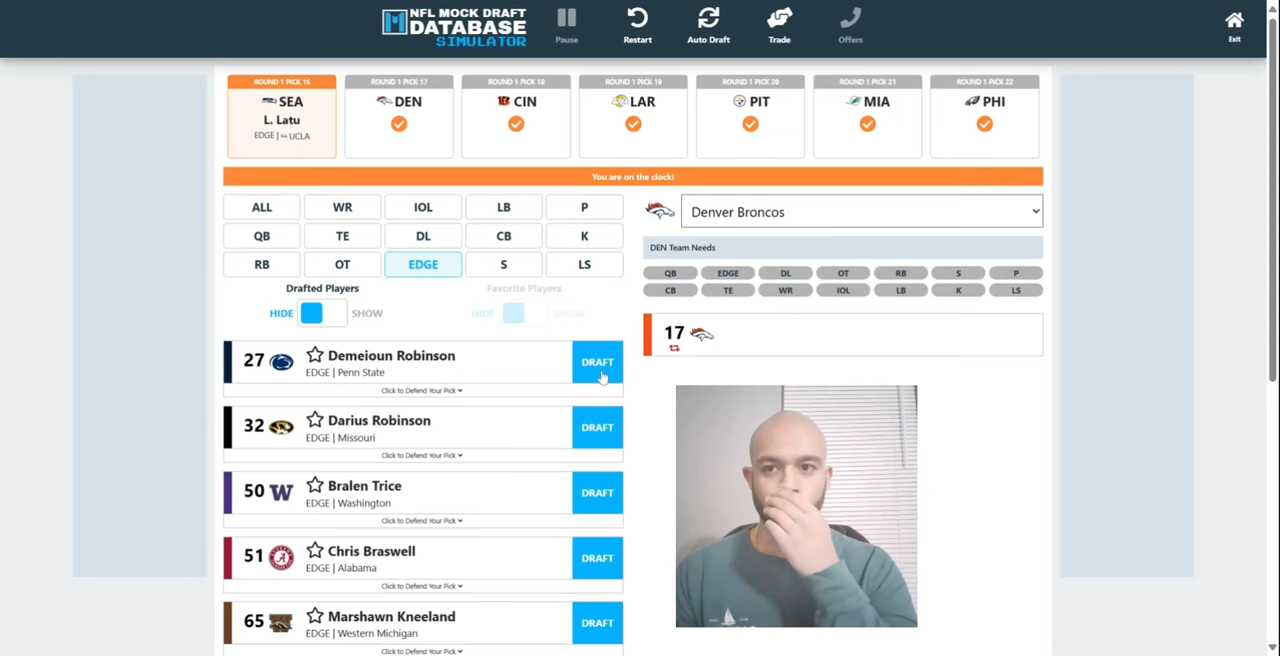 NFL MOCK DRAFT
DATABASE
SIMULATOR
Pause
Restart
Auto Draft
Trade
Offers
Exit
ROUND 1 PICK 16
SEA
L. Latu
EDGE | UCLA
ROUND 1 PICK 17
DEN
ROUND 1 PICK 18
CIN
ROUND 1 PICK 19
LAR
ROUND 1 PICK 20
PIT
ROUND 1 PICK 21
MIA
ROUND 1 PICK 22
PHI
You are on the clock!
ALL WR IOL LB P
QB TE DL CB K
RB OT EDGE S LS
Drafted Players
HIDE SHOW
Favorite Players
HIDE SHOW
27 Demeioun Robinson
EDGE | Penn State
DRAFT
Click to Defend Your Pick
32 Darius Robinson
EDGE | Missouri
DRAFT
Click to Defend Your Pick
50 W Bralen Trice
EDGE | Washington
DRAFT
Click to Defend Your Pick
51 Chris Braswell
EDGE | Alabama
DRAFT
Click to Defend Your Pick
65 Marshawn Kneeland
EDGE | Western Michigan
DRAFT
Click to Defend Your Pick
Denver Broncos
DEN Team Needs
QB EDGE DL OT RB S P
CB TE WR IOL LB K LS
17